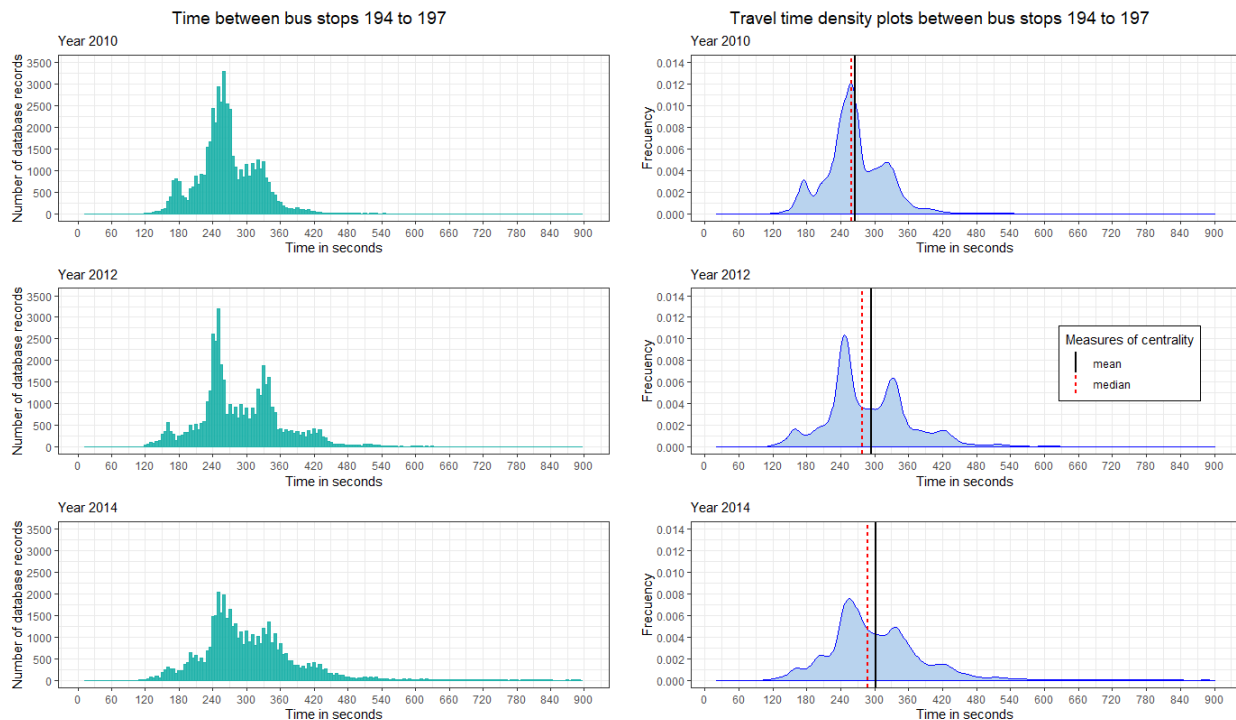 Time between bus stops 194 to 197
Year 2010
Number of database records
3500
3000
2500
2000
1500
1000
500
0
0 60 120 180 240 300 360 420 480 540 600 660 720 780 840 900
Time in seconds
Year 2012
Number of database records
3500
3000
2500
2000
1500
1000
500
0
0 60 120 180 240 300 360 420 480 540 600 660 720 780 840 900
Time in seconds
Year 2014
Number of database records
3500
3000
2500
2000
1500
1000
500
0
0 60 120 180 240 300 360 420 480 540 600 660 720 780 840 900
Time in seconds
Travel time density plots between bus stops 194 to 197
Year 2010
Frecuency
0.014
0.012
0.010
0.008
0.006
0.004
0.002
0.000
0 60 120 180 240 300 360 420 480 540 600 660 720 780 840 900
Time in seconds
Year 2012
Frecuency
0.014
0.012
0.010
0.008
0.006
0.004
0.002
0.000
0 60 120 180 240 300 360 420 480 540 600 660 720 780 840 900
Time in seconds
Measures of centrality
mean
median
Year 2014
Frecuency
0.014
0.012
0.010
0.008
0.006
0.004
0.002
0.000
0 60 120 180 240 300 360 420 480 540 600 660 720 780 840 900
Time in seconds